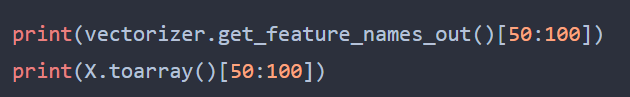 print(vectorizer.get_feature_names_out()[50:100])
print(X.toarray()[50:100])